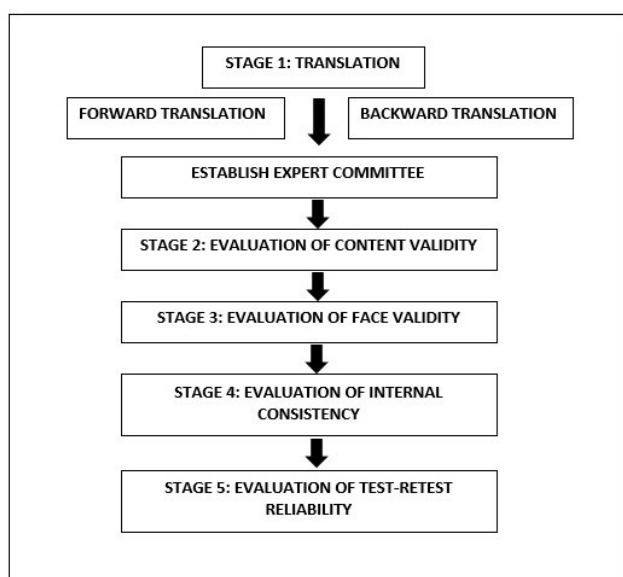 STAGE 1: TRANSLATION
FORWARD TRANSLATION
BACKWARD TRANSLATION
ESTABLISH EXPERT COMMITTEE
STAGE 2: EVALUATION OF CONTENT VALIDITY
STAGE 3: EVALUATION OF FACE VALIDITY
STAGE 4: EVALUATION OF INTERNAL
CONSISTENCY
STAGE 5: EVALUATION OF TEST-RETEST
RELIABILITY